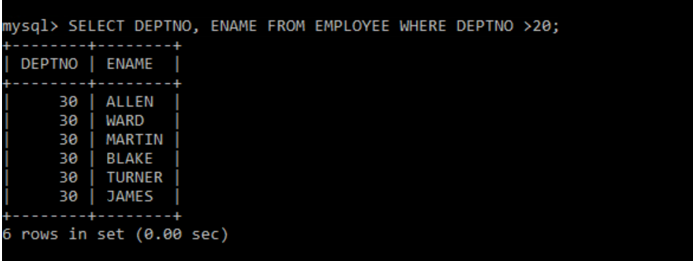 mysql> SELECT DEPTNO, ENAME FROM EMPLOYEE WHERE DEPTNO >20;
+--------+--------+
| DEPTNO | ENAME  |
+--------+--------+
|     30 | ALLEN  |
|     30 | WARD   |
|     30 | MARTIN |
|     30 | BLAKE  |
|     30 | TURNER |
|     30 | JAMES  |
+--------+--------+
6 rows in set (0.00 sec)